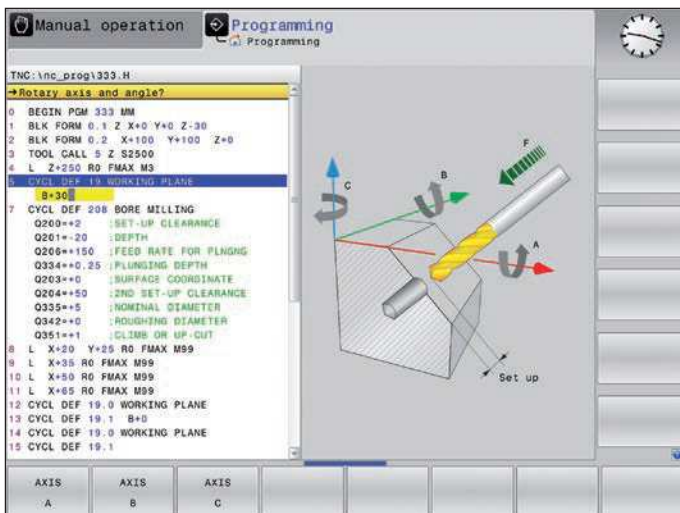 Manual operation
Programming
Programming
TNC:\nc_prog\333.H
→Rotary axis and angle?
0 BEGIN PGM 333 MM
1 BLK FORM 0.1 Z X+0 Y+0 Z-30
2 BLK FORM 0.2 X+100 Y+100 Z+0
3 TOOL CALL 5 Z S2500
4 L Z+250 R0 FMAX M3
5 CYCL DEF 19 WORKING PLANE
B+30
7 CYCL DEF 208 BORE MILLING
Q200=+2 ;SET-UP CLEARANCE
Q201=-20 ;DEPTH
Q206=+150 ;FEED RATE FOR PLNGNG
Q334=+0.25 ;PLUNGING DEPTH
Q203=+0 ;SURFACE COORDINATE
Q204=+50 ;2ND SET-UP CLEARANCE
Q335=+5 ;NOMINAL DIAMETER
Q342=+0 ;ROUGHING DIAMETER
Q351=+1 ;CLIMB OR UP-CUT
8 L X+20 Y+25 R0 FMAX M99
9 L X+35 R0 FMAX M99
10 L X+50 R0 FMAX M99
11 L X+65 R0 FMAX M99
12 CYCL DEF 19.0 WORKING PLANE
13 CYCL DEF 19.1 B+0
14 CYCL DEF 19.0 WORKING PLANE
15 CYCL DEF 19.1
F
B
C
A
Set up
AXIS
A
AXIS
B
AXIS
C